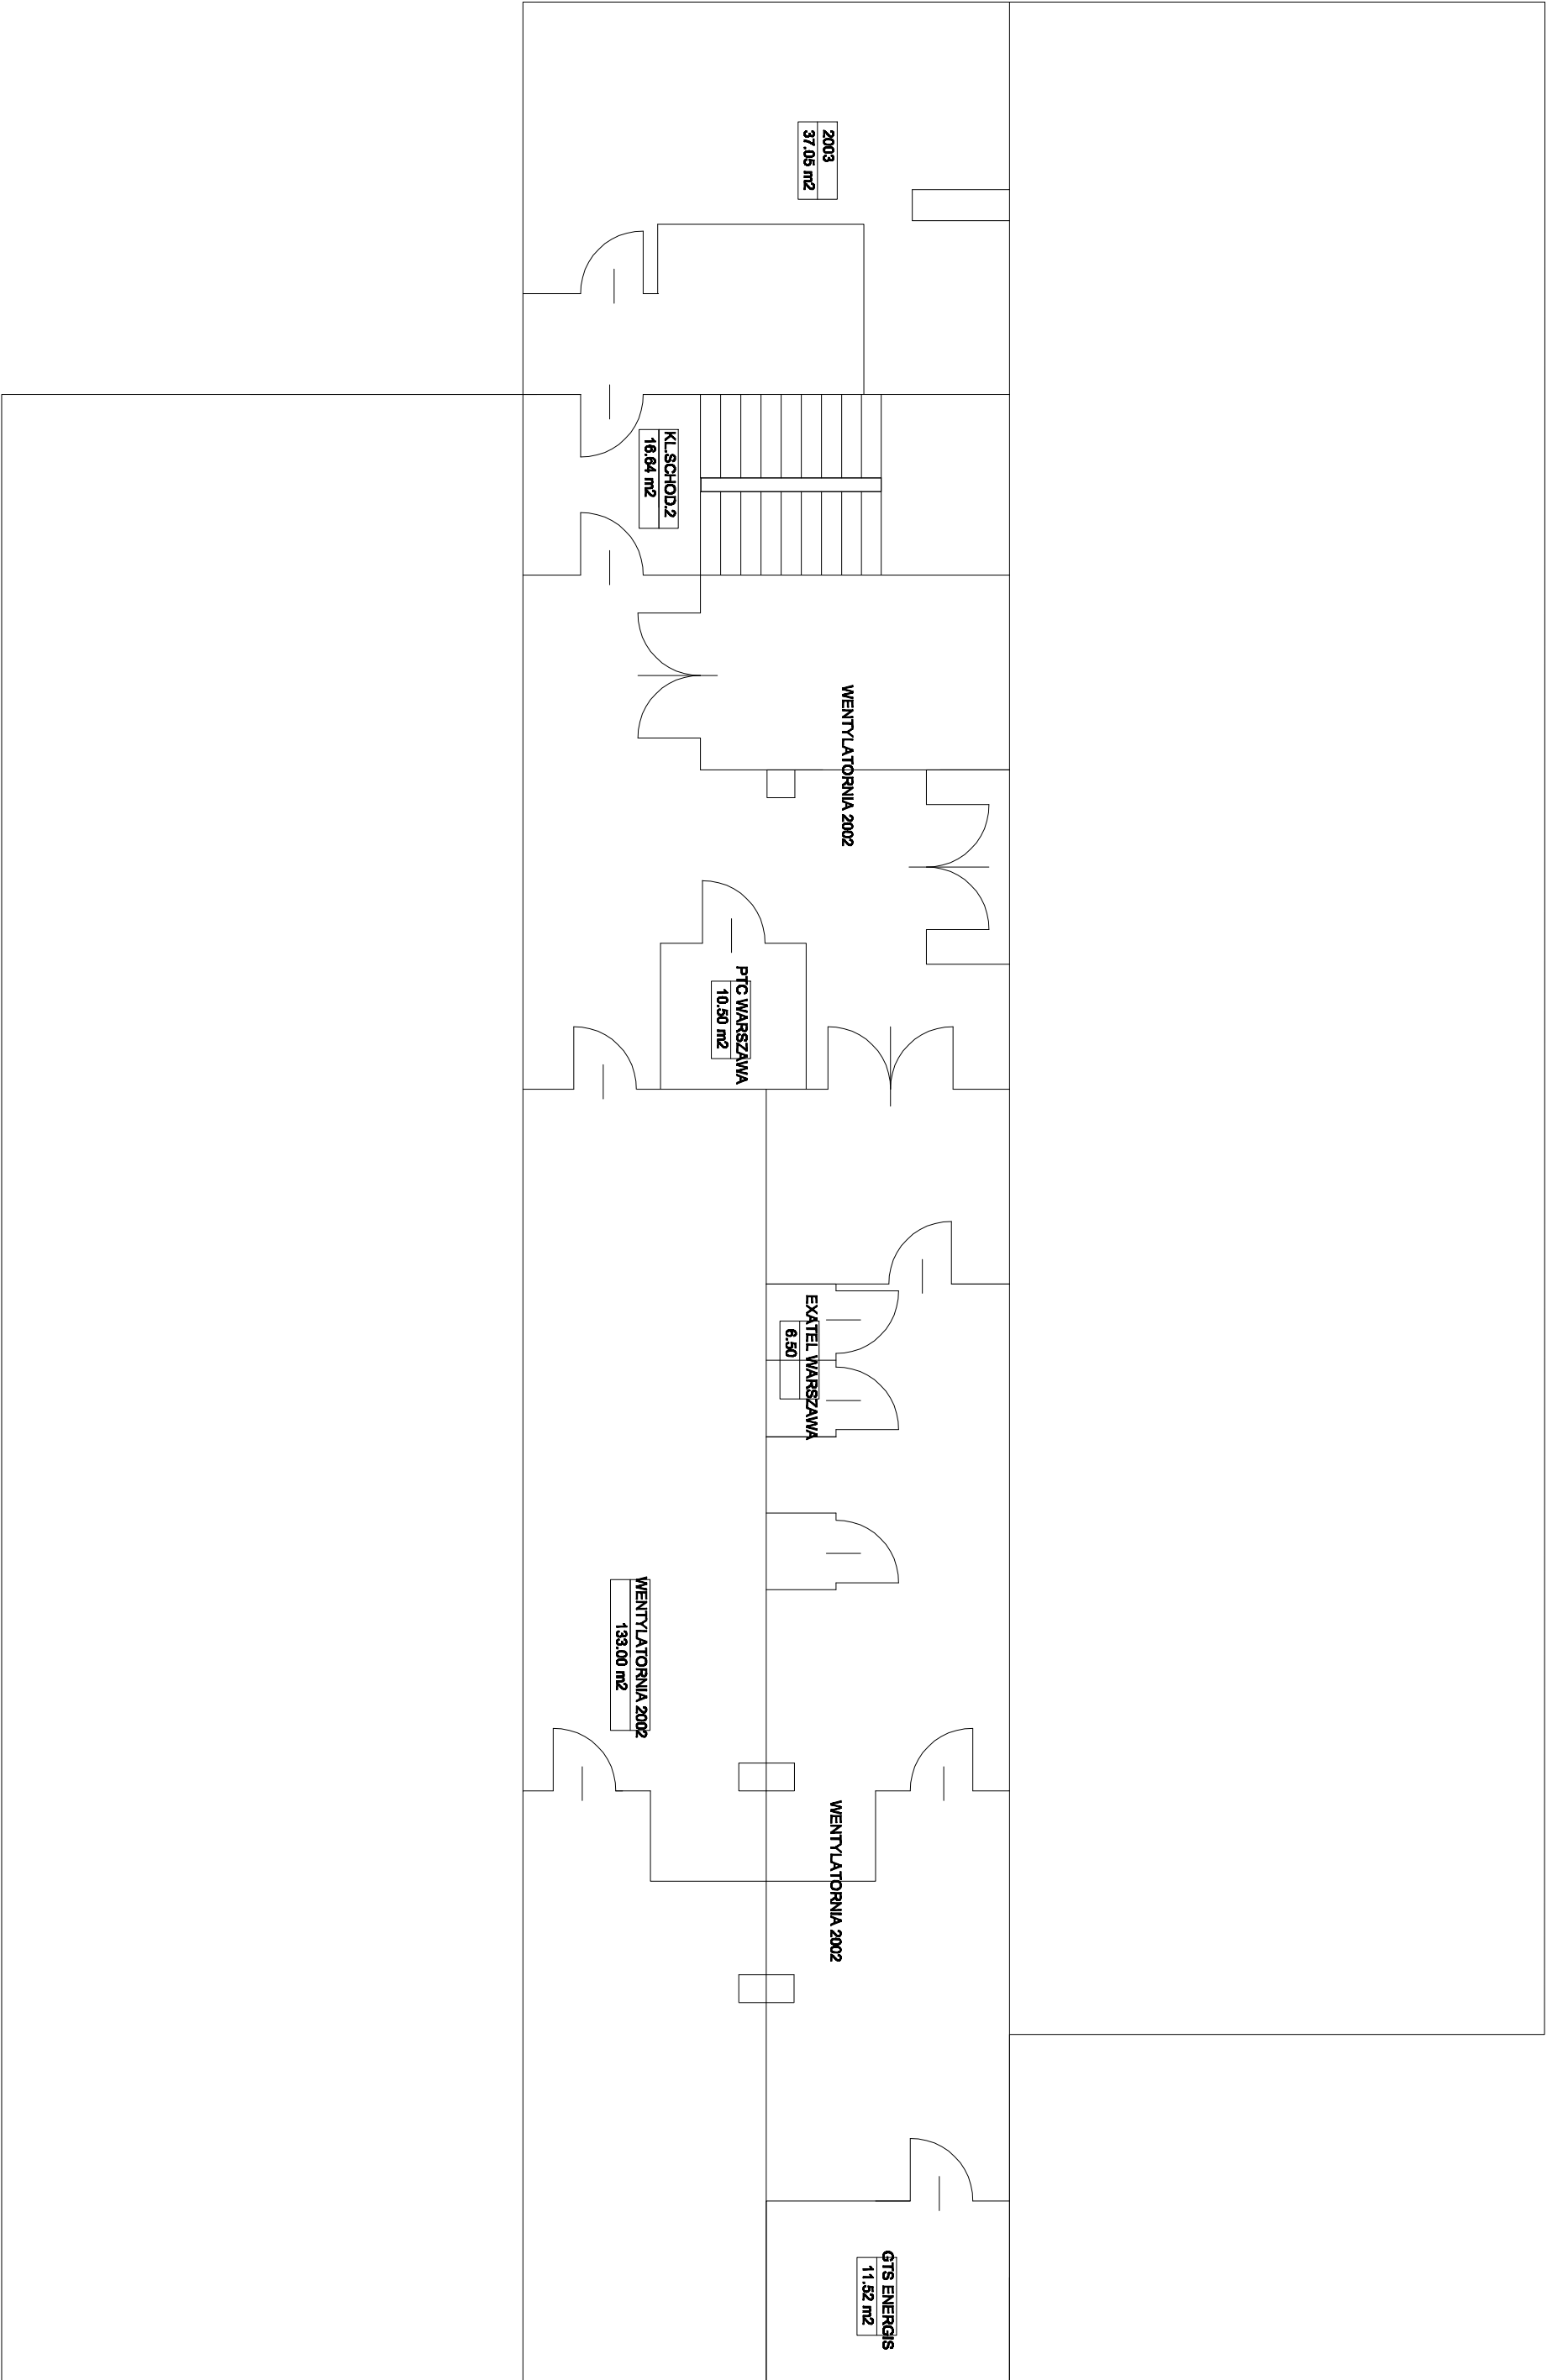 2003
37.05 m2
KL.SCHOD.2
16.64 m2
WENTYLATORNIA 2002
PTC WARSZAWA
10.50 m2
EXATEL WARSZAWA
6.50
WENTYLATORNIA 2002
133.00 m2
WENTYLATORNIA 2002
GTS ENERGIS
11.52 m2